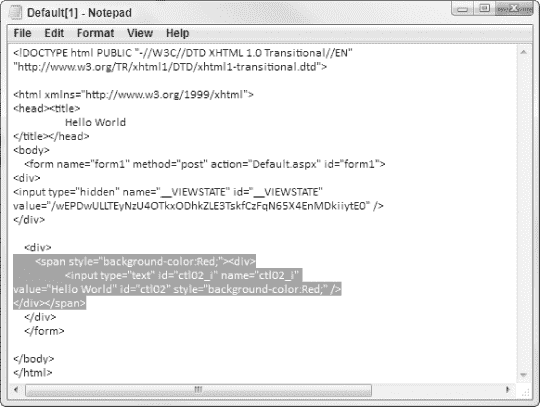 Default[1] - Notepad
File Edit Format View Help
<!DOCTYPE html PUBLIC "-//W3C//DTD XHTML 1.0 Transitional//EN"
"http://www.w3.org/TR/xhtml1/DTD/xhtml1-transitional.dtd">
<html xmlns="http://www.w3.org/1999/xhtml">
<head><title>
Hello World
</title></head>
<body>
<form name="form1" method="post" action="Default.aspx" id="form1">
<div>
<input type="hidden" name="__VIEWSTATE" id="__VIEWSTATE"
value="/wEPDwULLTEyNzU4OTkxODhkZLE3TskfCzFqN65X4EnMDkiiytE0" />
</div>
<div>
<span style="background-color:Red;"><div>
<input type="text" id="ctl02_I" name="ctl02_I"
value="Hello World" id="ctl02" style="background-color:Red;" />
</div></span>
</div>
</form>
</body>
</html>